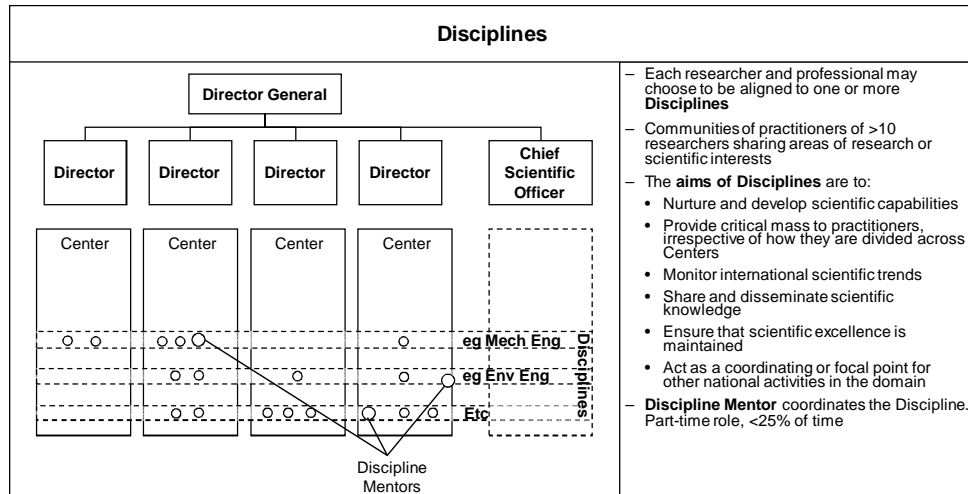 Disciplines
Director General
Director
Director
Director
Director
Chief
Scientific
Officer
Center
Center
Center
Center
eg Mech Eng
eg Env Eng
Etc
Disciplines
Discipline
Mentors
– Each researcher and professional may
choose to be aligned to one or more
Disciplines
– Communities of practitioners of >10
researchers sharing areas of research or
scientific interests
– The aims of Disciplines are to:
• Nurture and develop scientific capabilities
• Provide critical mass to practitioners,
irrespective of how they are divided across
Centers
• Monitor international scientific trends
• Share and disseminate scientific
knowledge
• Ensure that scientific excellence is
maintained
• Act as a coordinating or focal point for
other national activities in the domain
– Discipline Mentor coordinates the Discipline.
Part-time role, <25% of time